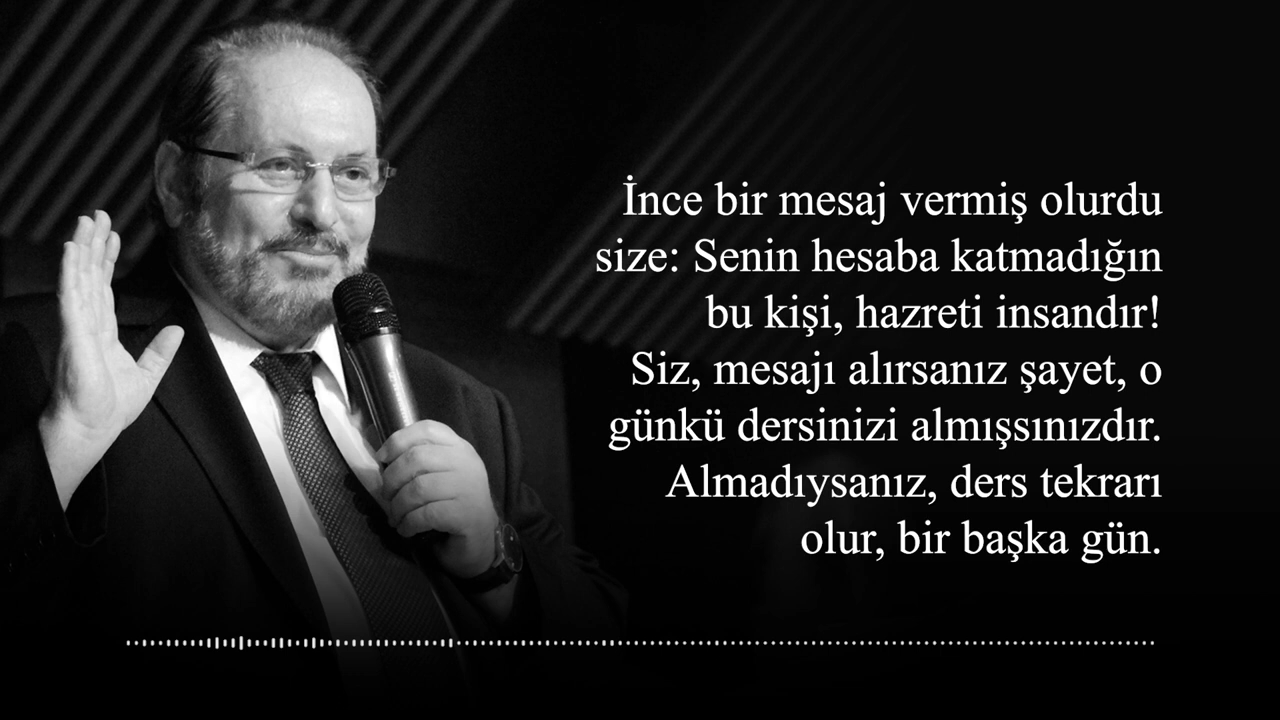 İnce bir mesaj vermiş olurdu
size: Senin hesaba katmadığın
bu kişi, hazreti insandır!
Siz, mesajı alırsanız şayet, o
günkü dersinizi almışsınızdır.
Almadıysanız, ders tekrarı
olur, bir başka gün.